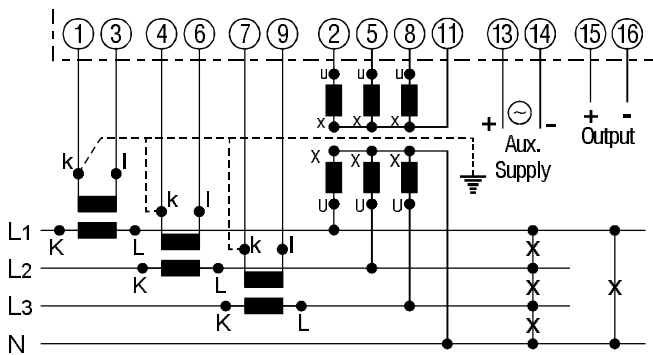 1 3 4 6 7 9 2 5 8 11 13 14 15 16
u u u
x x x
+ ~ - + -
Aux. Output
Supply
x x x
k l
u u u
k l
L1
K L
k l
L2
K L
x
L3
K L
x x
x
N